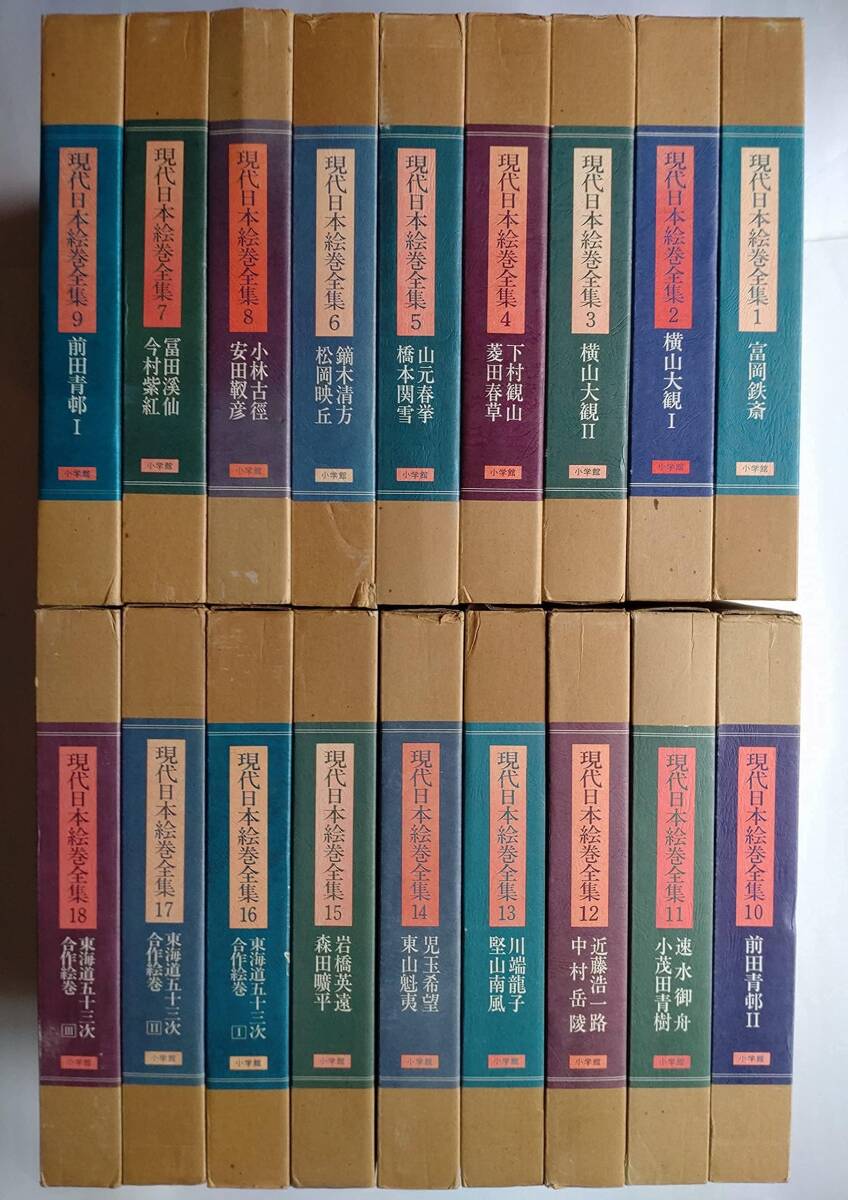 現代日本絵巻全集 1
富岡鉄斎
小学館
現代日本絵巻全集 2
横山大観 I
小学館
現代日本絵巻全集 3
横山大観 II
小学館
現代日本絵巻全集 4
下村観山
菱田春草
小学館
現代日本絵巻全集 5
山元春挙
橋本関雪
小学館
現代日本絵巻全集 6
鏑木清方
松岡映丘
小学館
現代日本絵巻全集 8
小林古徑
安田靫彦
小学館
現代日本絵巻全集 7
冨田溪仙
今村紫紅
小学館
現代日本絵巻全集 9
前田青邨 I
小学館
現代日本絵巻全集 10
前田青邨 II
小学館
現代日本絵巻全集 11
速水御舟
小茂田青樹
小学館
現代日本絵巻全集 12
近藤浩一路
中村岳陵
小学館
現代日本絵巻全集 13
川端龍子
堅山南風
小学館
現代日本絵巻全集 14
児玉希望
東山魁夷
小学館
現代日本絵巻全集 15
岩橋英遠
森田曠平
小学館
現代日本絵巻全集 16
東海道五十三次
合作絵巻 I
小学館
現代日本絵巻全集 17
東海道五十三次
合作絵巻 II
小学館
現代日本絵巻全集 18
東海道五十三次
合作絵巻 III
小学館